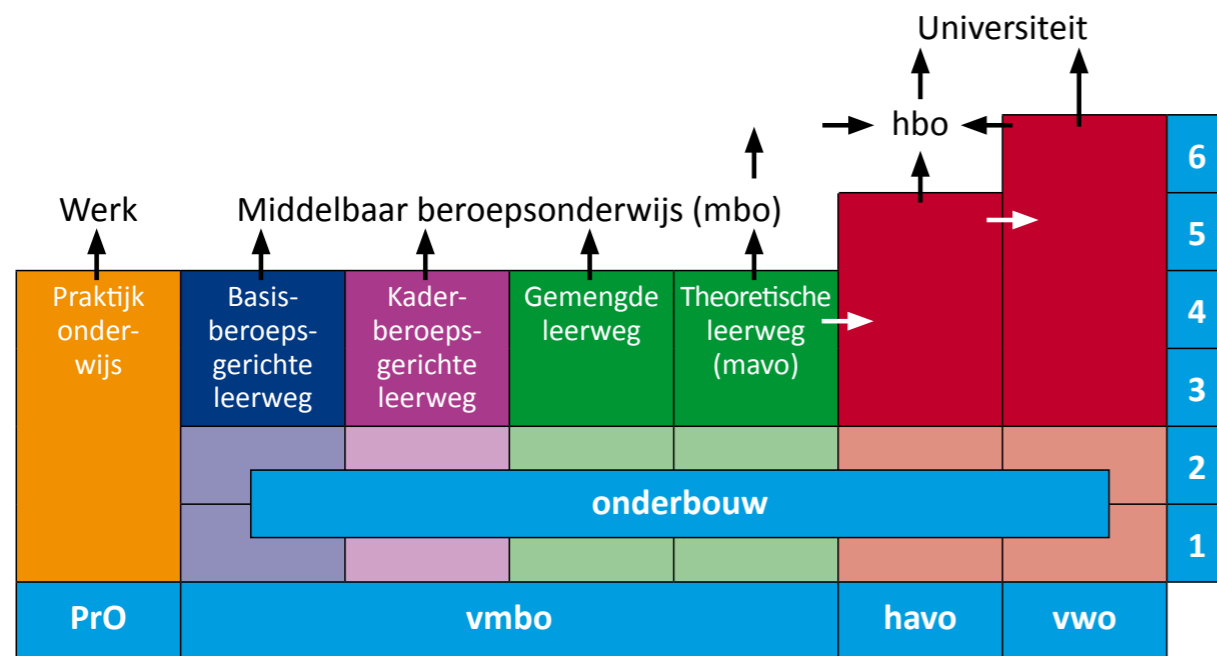 Universiteit
hbo
6
Werk
Middelbaar beroepsonderwijs (mbo)
5
Praktijk
onder-
wijs
Basis-
beroeps-
gerichte
leerweg
Kader-
beroeps-
gerichte
leerweg
Gemengde
leerweg
Theoretische
leerweg
(mavo)
4
3
2
onderbouw
1
PrO
vmbo
havo
vwo